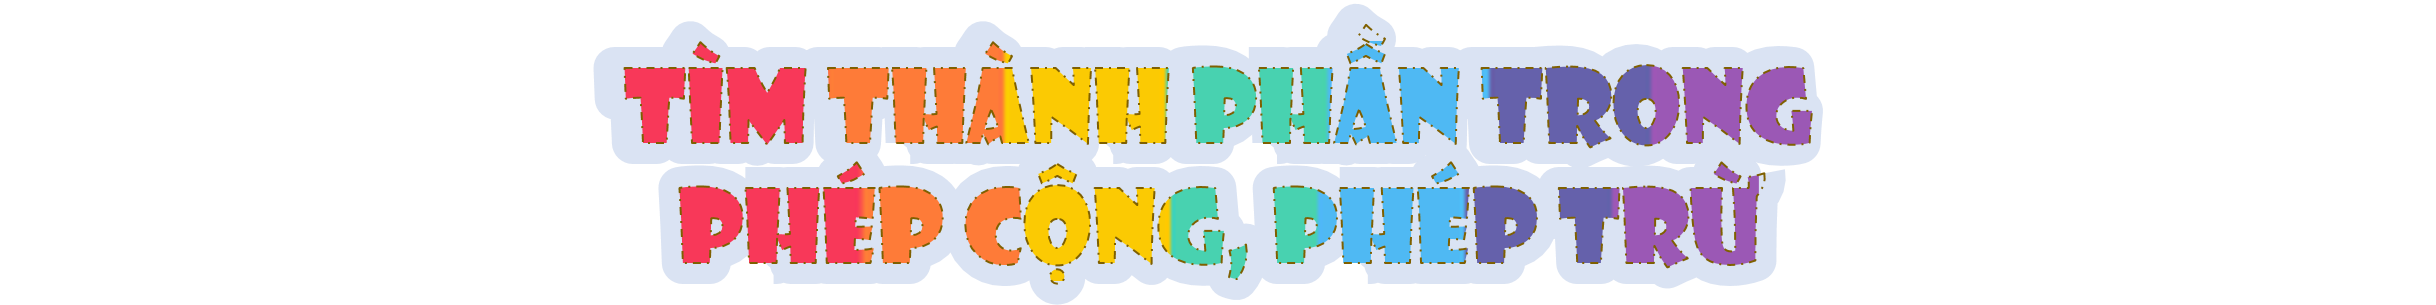 TÌM THÀNH PHẦN TRONG
PHÉP CỘNG, PHÉP TRỪ